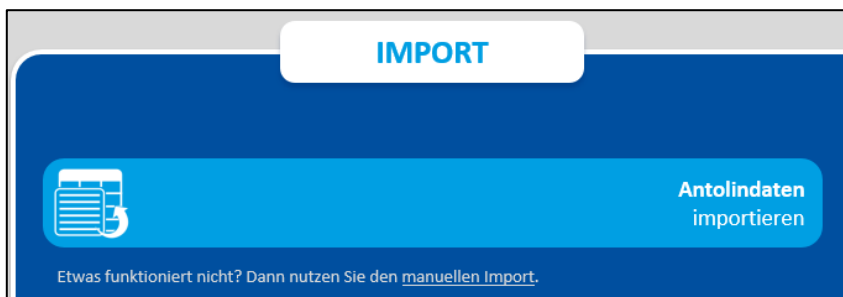 IMPORT
Antolindaten
importieren
Etwas funktioniert nicht? Dann nutzen Sie den manuellen Import.